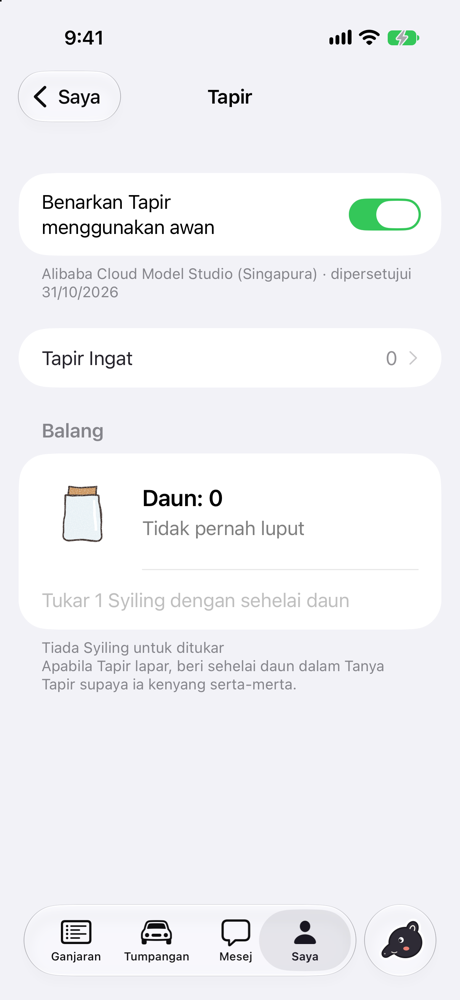 9:41
Saya
Tapir
Benarkan Tapir
menggunakan awan
Alibaba Cloud Model Studio (Singapura) · dipersetujui
31/10/2026
Tapir Ingat
0
Balang
Daun: 0
Tidak pernah luput
Tukar 1 Syiling dengan sehelai daun
Tiada Syiling untuk ditukar
Apabila Tapir lapar, beri sehelai daun dalam Tanya
Tapir supaya ia kenyang serta-merta.
Ganjaran
Tumpangan
Mesej
Saya